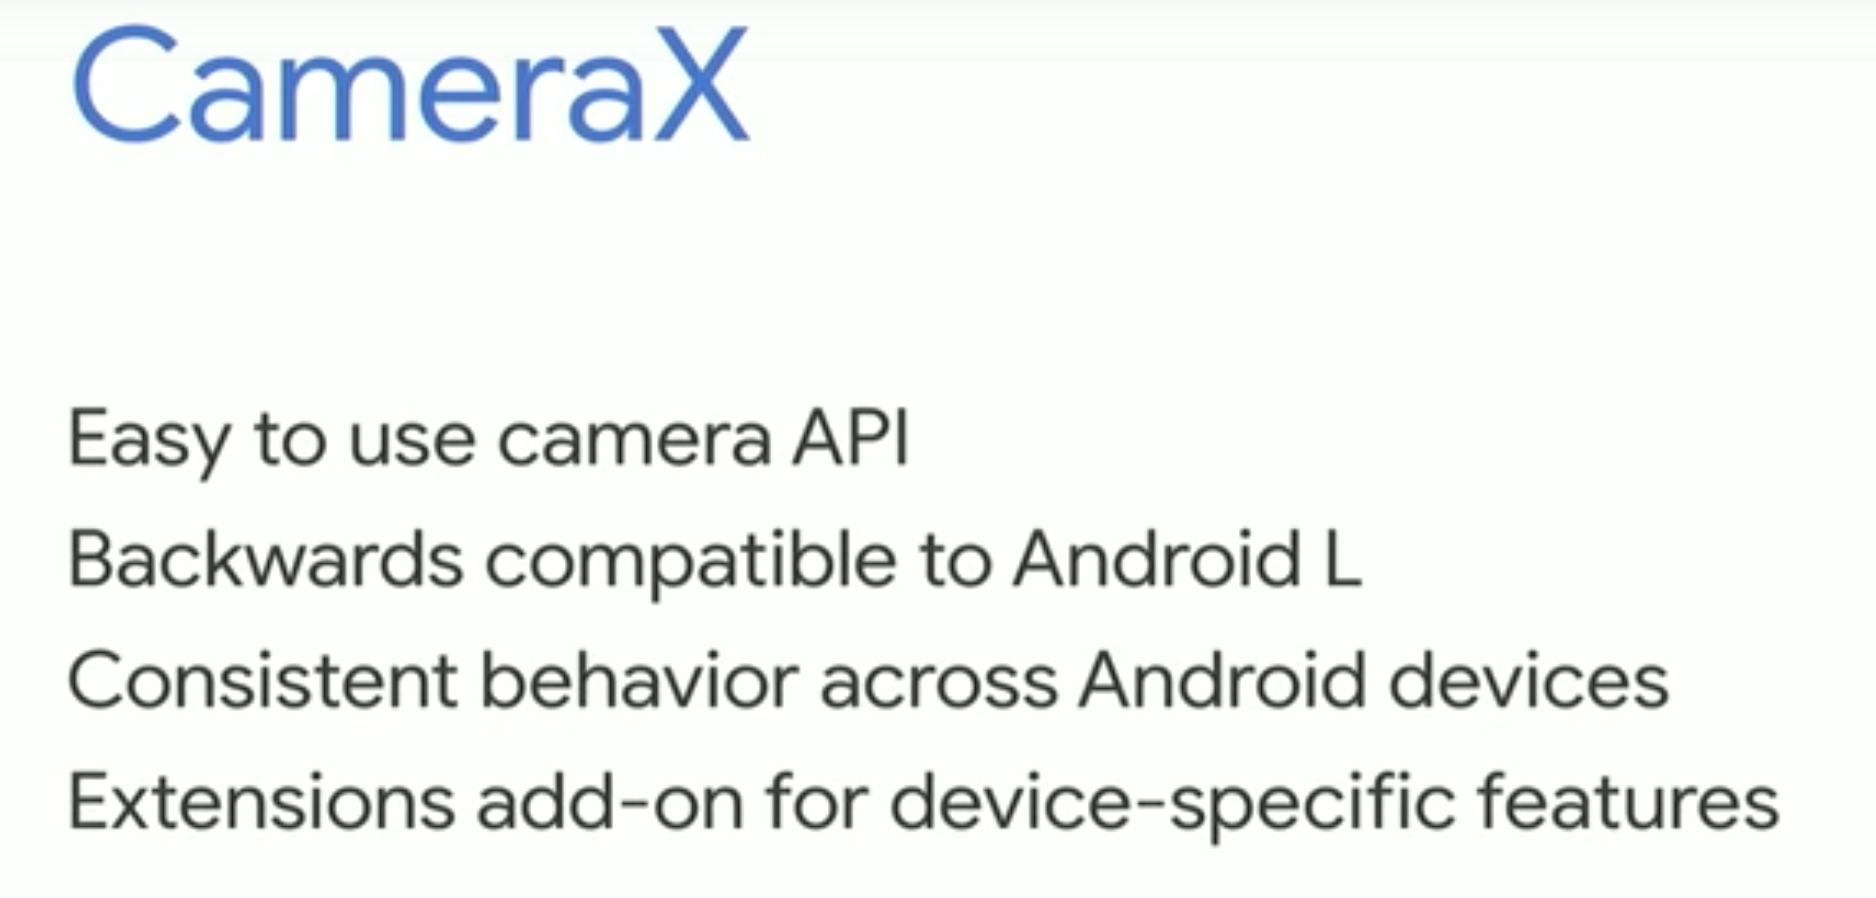 CameraX
Easy to use camera API
Backwards compatible to Android L
Consistent behavior across Android devices
Extensions add-on for device-specific features